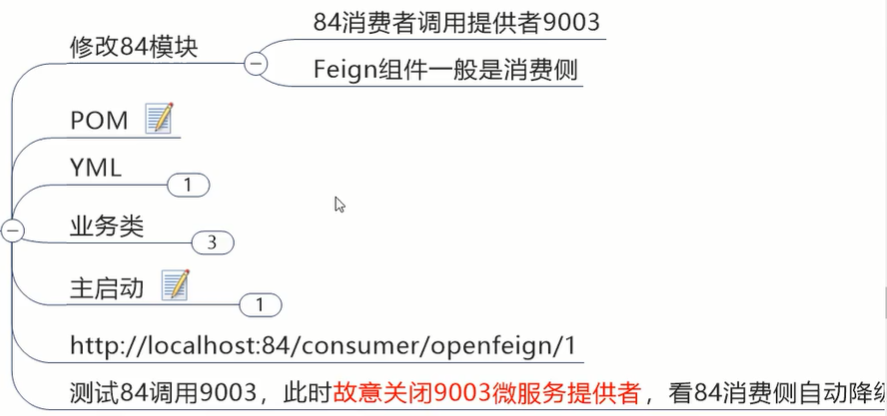 修改84模块
84消费者调用提供者9003
Feign组件一般是消费侧
POM
YML
1
业务类
3
主启动
1
http://localhost:84/consumer/openfeign/1
测试84调用9003，此时故意关闭9003微服务提供者，看84消费侧自动降